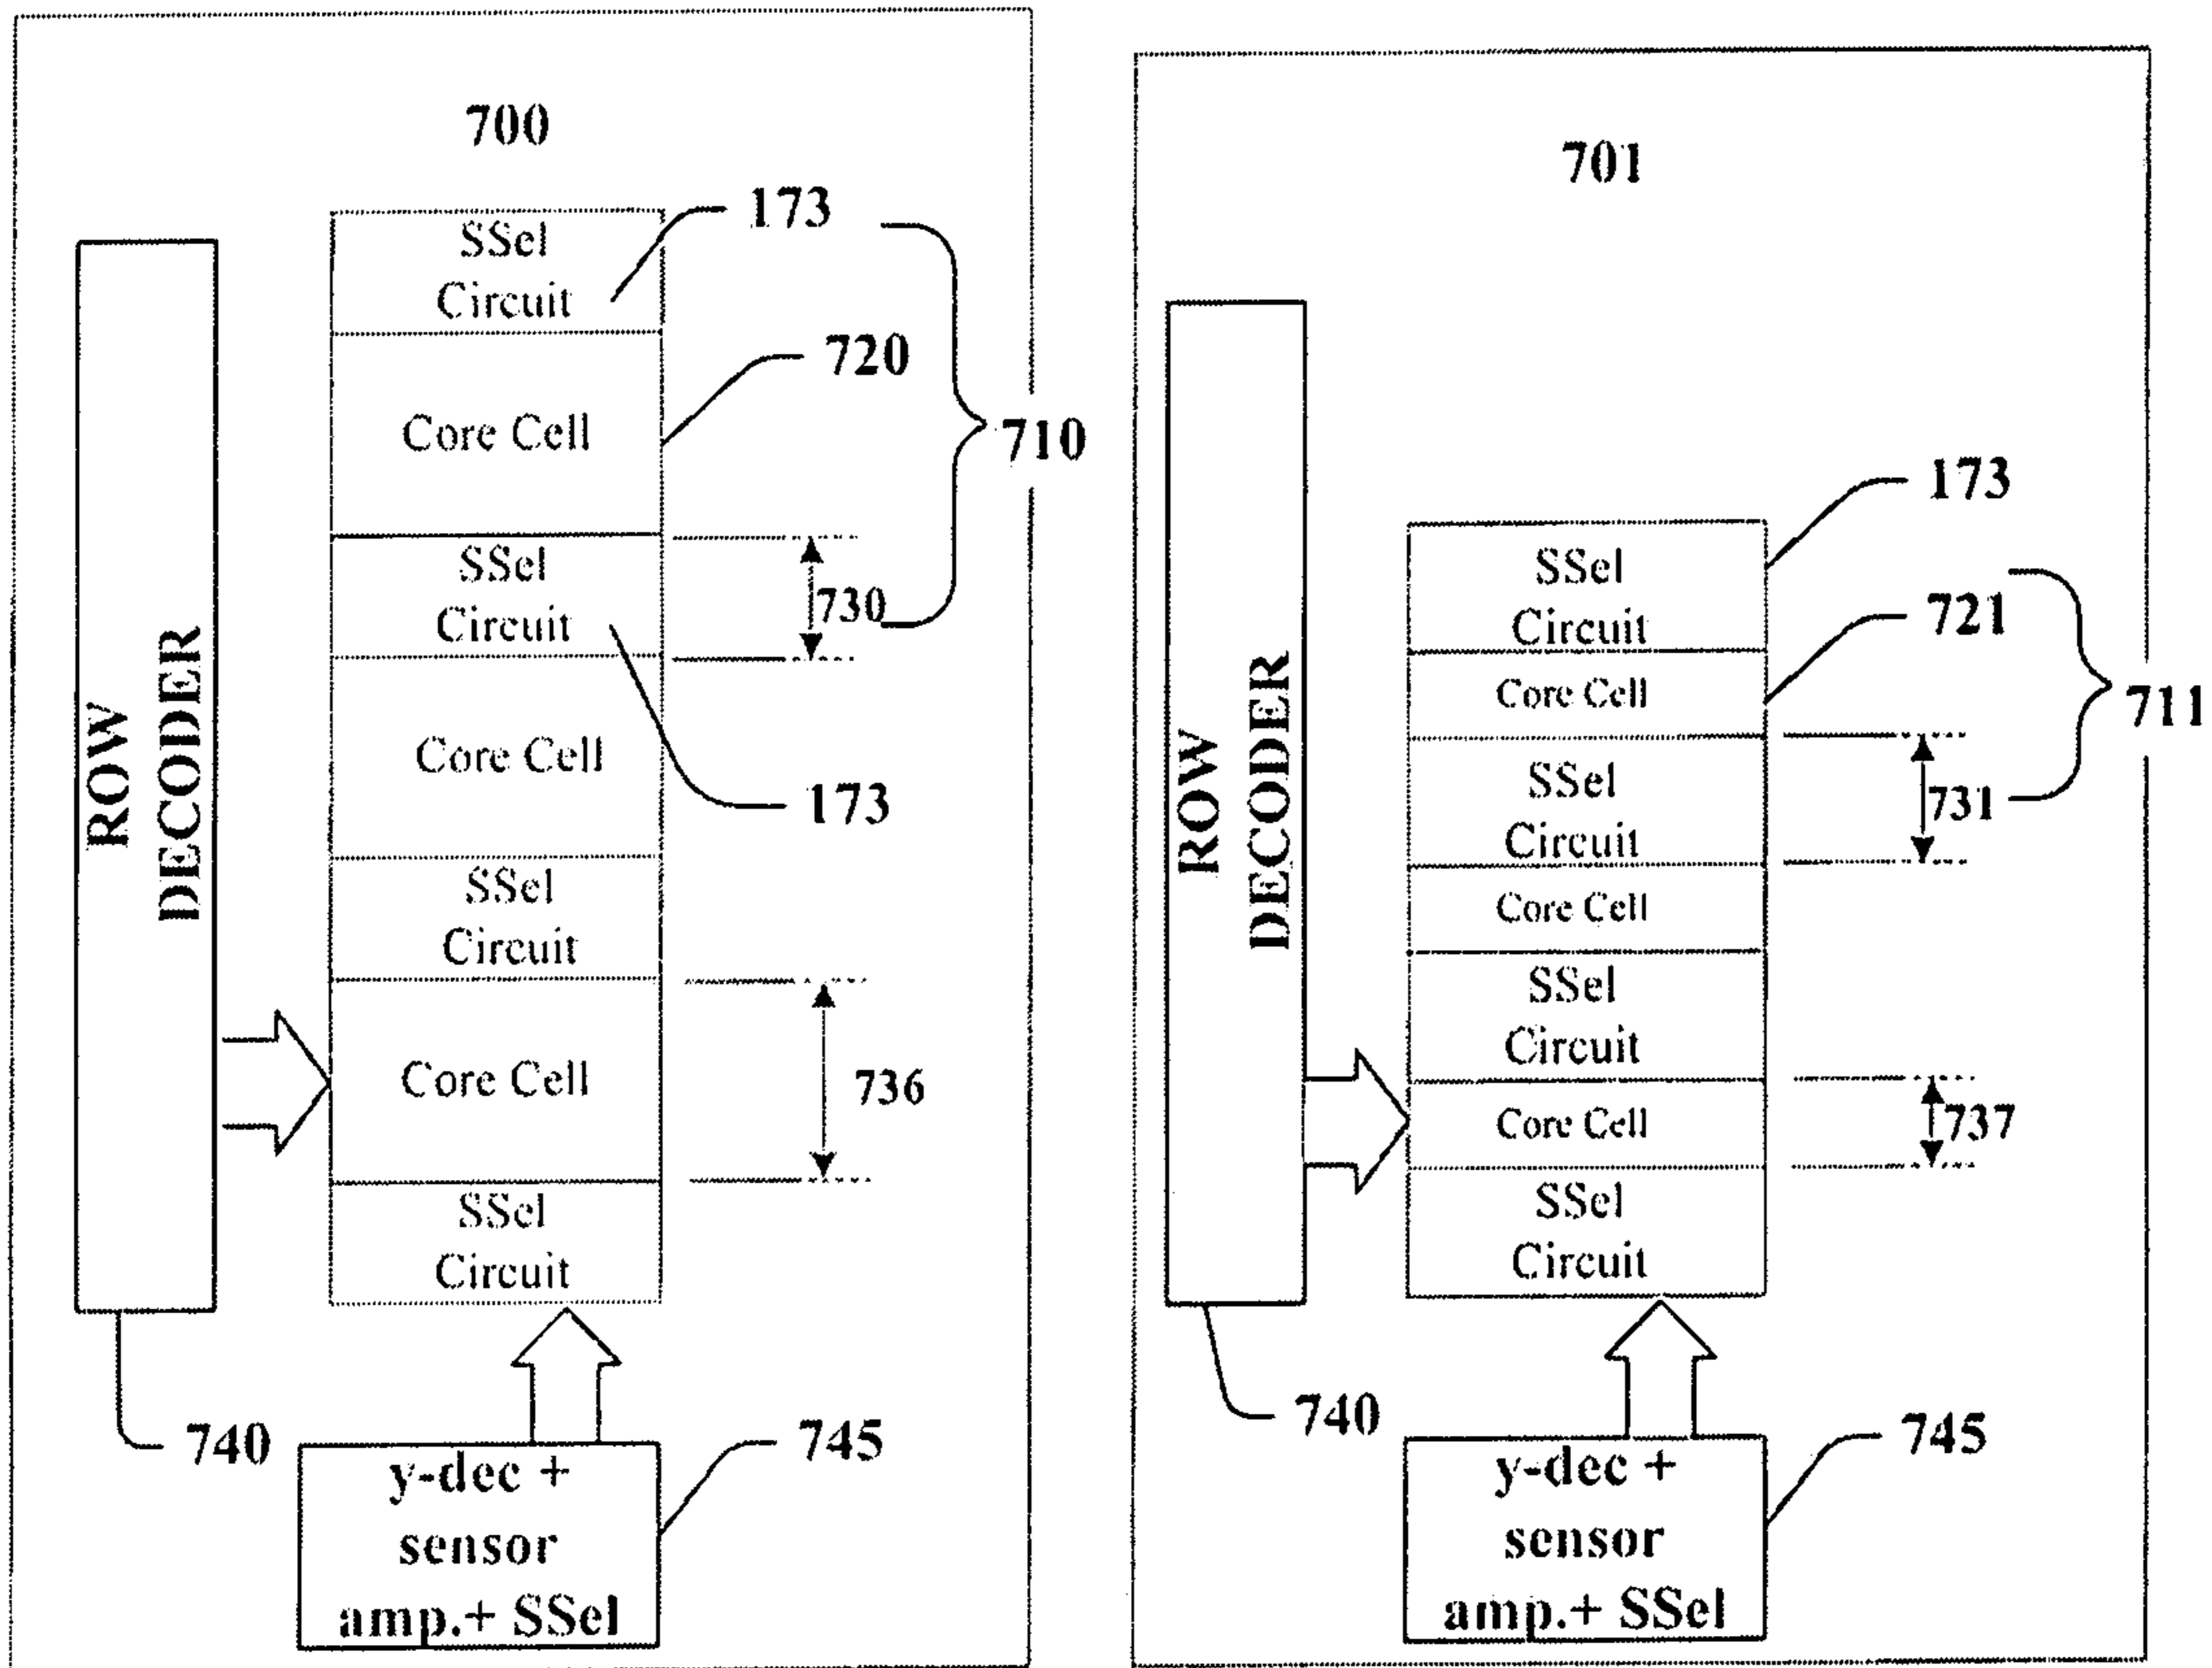 700
SSel
Circuit
173
720
Core Cell
710
SSel
Circuit
730
ROW
DECODER
Core Cell
173
SSel
Circuit
Core Cell
736
SSel
Circuit
740
745
y-dec +
sensor
amp.+ SSel
701
173
SSel
Circuit
721
Core Cell
711
SSel
Circuit
731
ROW
DECODER
Core Cell
SSel
Circuit
Core Cell
737
SSel
Circuit
740
745
y-dec +
sensor
amp.+ SSel